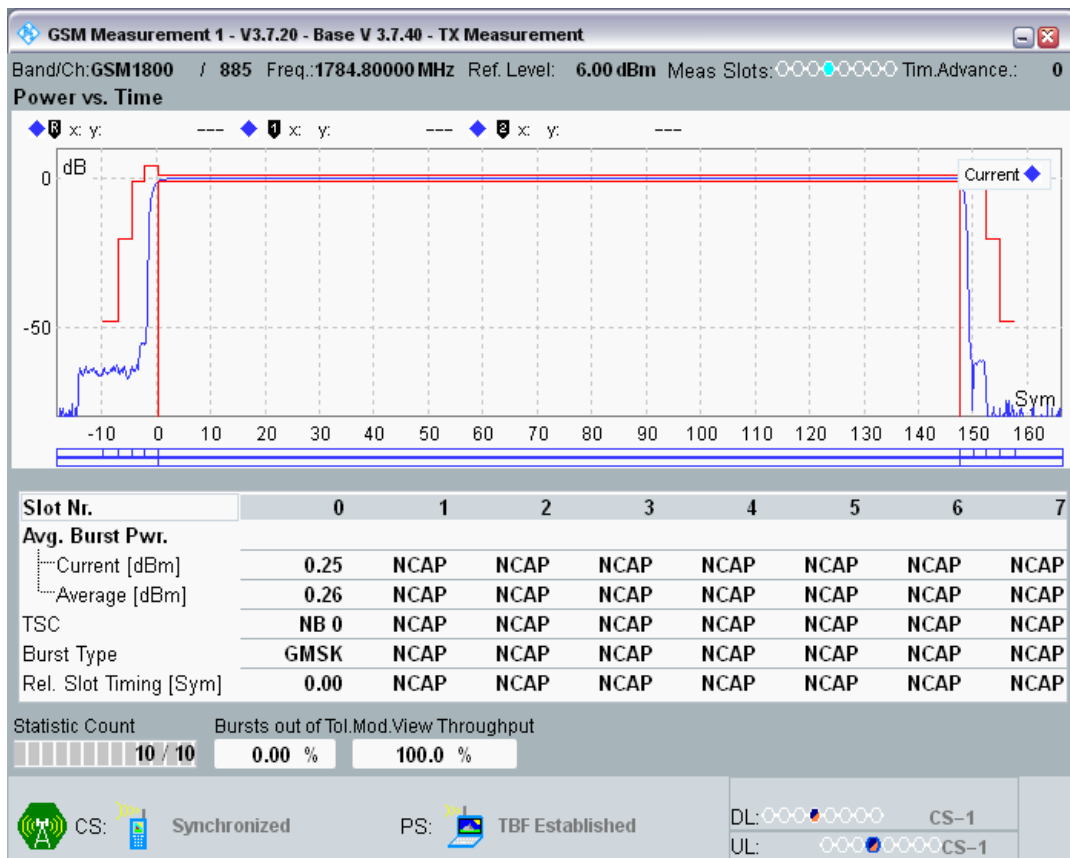 GSM Measurement 1 - V3.7.20 - Base V 3.7.40 - TX Measurement
Band/Ch:GSM1800 / 885 Freq.:1784.80000 MHz Ref. Level: 6.00 dBm Meas Slots: Tim.Advance.: 0
Power vs. Time
R x: y: --- 1 x: y: --- 2 x: y: ---
dB
0
Current
-50
Sym
-10 0 10 20 30 40 50 60 70 80 90 100 110 120 130 140 150 160
Slot Nr. 0 1 2 3 4 5 6 7
Avg. Burst Pwr.
Current [dBm] 0.25 NCAP NCAP NCAP NCAP NCAP NCAP NCAP
Average [dBm] 0.26 NCAP NCAP NCAP NCAP NCAP NCAP NCAP
TSC NB 0 NCAP NCAP NCAP NCAP NCAP NCAP NCAP
Burst Type GMSK NCAP NCAP NCAP NCAP NCAP NCAP NCAP
Rel. Slot Timing [Sym] 0.00 NCAP NCAP NCAP NCAP NCAP NCAP NCAP
Statistic Count Bursts out of Tol.Mod.View Throughput
10 / 10 0.00 % 100.0 %
CS: Synchronized PS: TBF Established
DL: CS-1
UL: CS-1